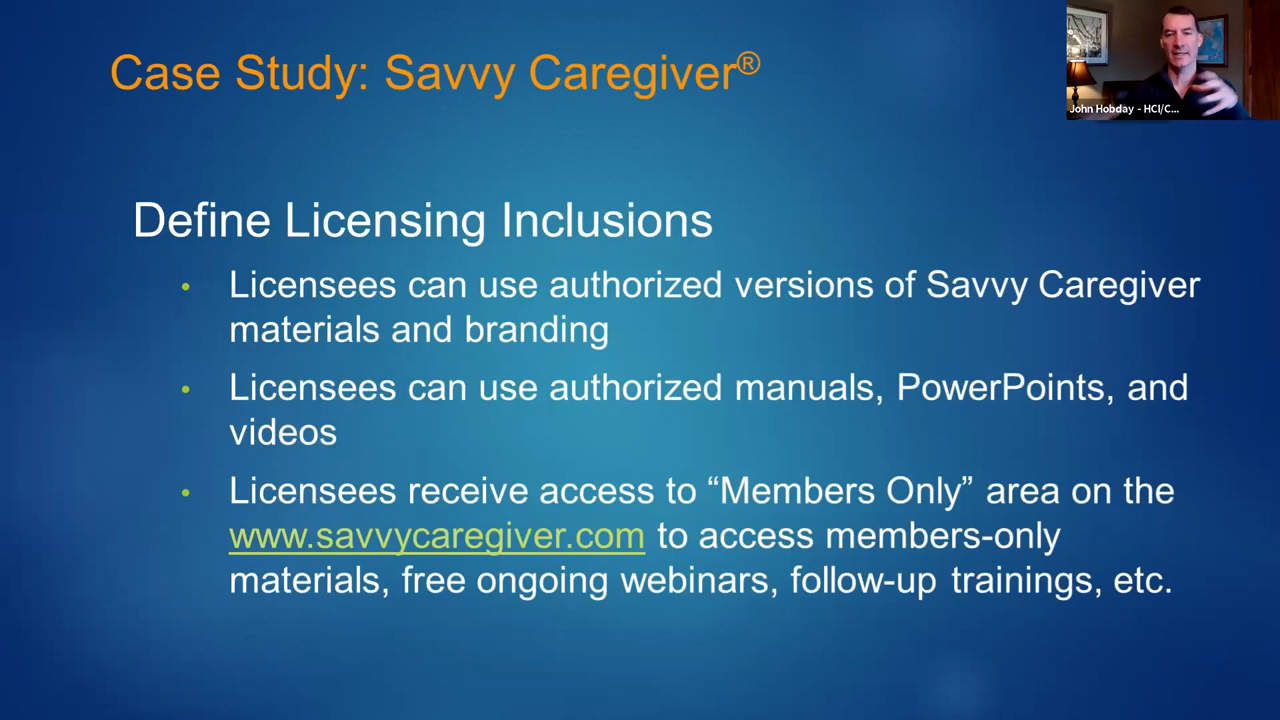 Case Study: Savvy Caregiver®
John Hobday - HCI/C...
Define Licensing Inclusions
• Licensees can use authorized versions of Savvy Caregiver
materials and branding
• Licensees can use authorized manuals, PowerPoints, and
videos
• Licensees receive access to “Members Only” area on the
www.savvycaregiver.com to access members-only
materials, free ongoing webinars, follow-up trainings, etc.